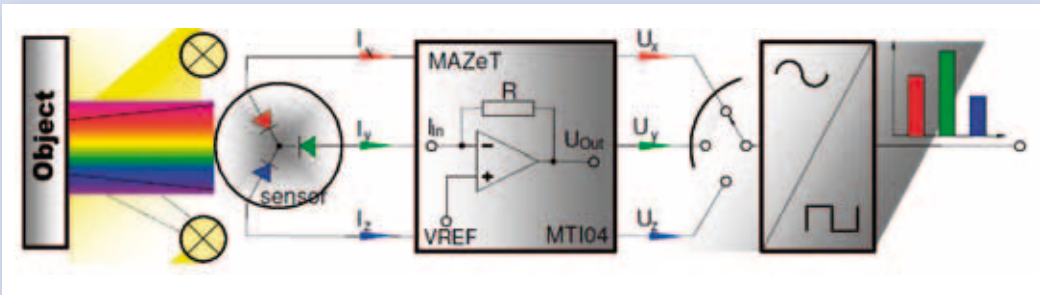 Object
sensor
Ix
Iy
Iz
MAZeT
R
IIn
UOut
VREF
MTI04
Ux
Uy
Uz